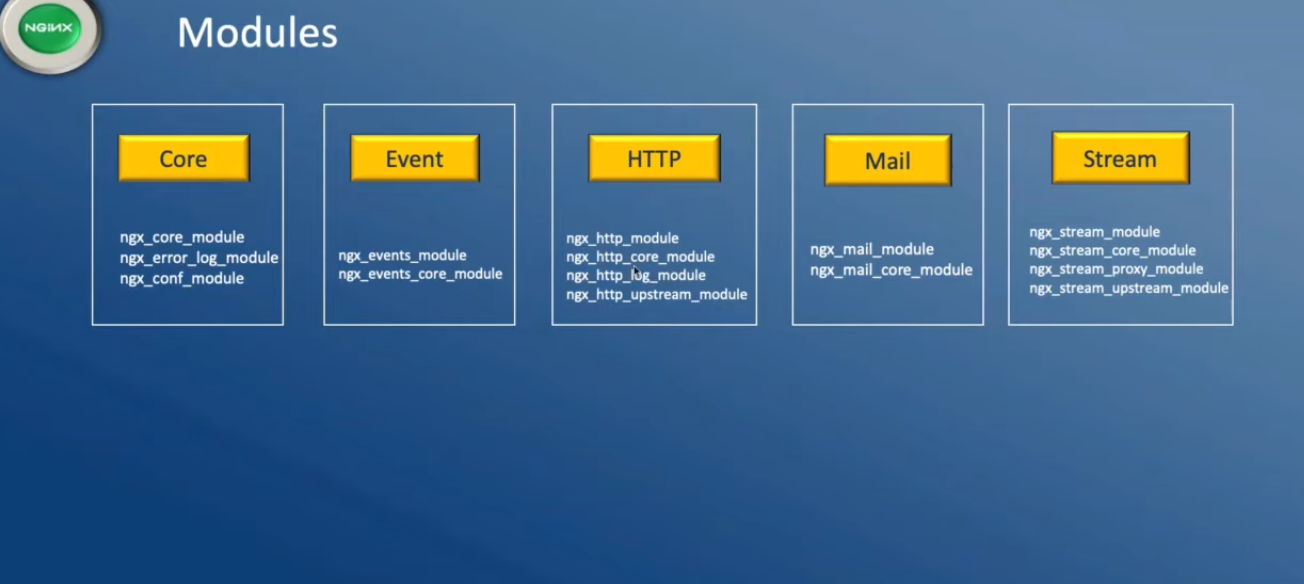 NGINX
Modules
Core
ngx_core_module
ngx_error_log_module
ngx_conf_module
Event
ngx_events_module
ngx_events_core_module
HTTP
ngx_http_module
ngx_http_core_module
ngx_http_log_module
ngx_http_upstream_module
Mail
ngx_mail_module
ngx_mail_core_module
Stream
ngx_stream_module
ngx_stream_core_module
ngx_stream_proxy_module
ngx_stream_upstream_module